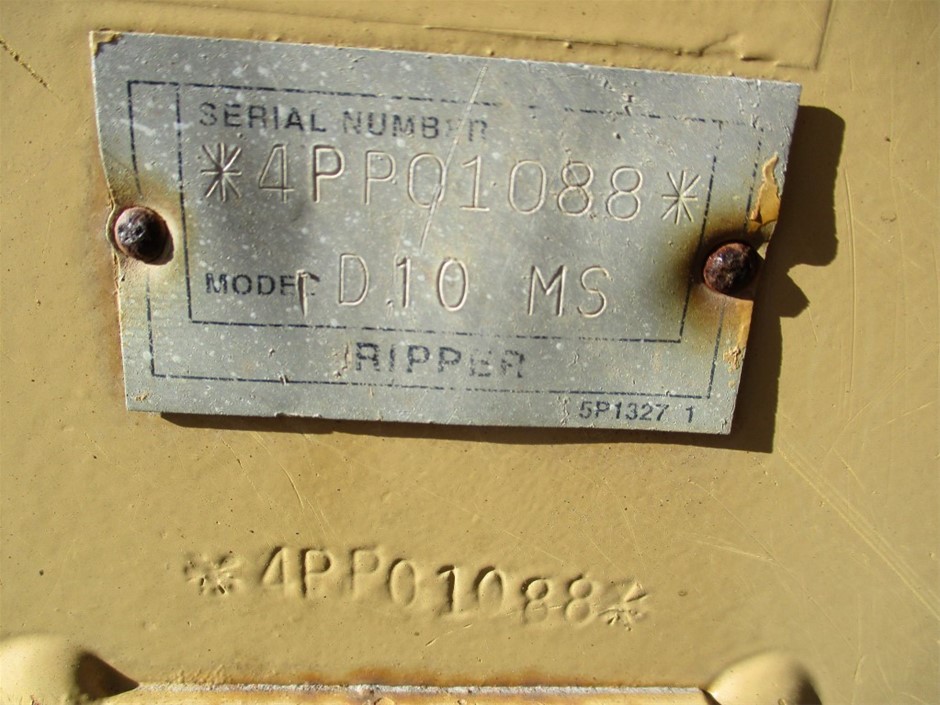 SERIAL NUMBER
*4PP01088*
MODEL D10 MS
RIPPER
5P1327 1
*4PP01088*